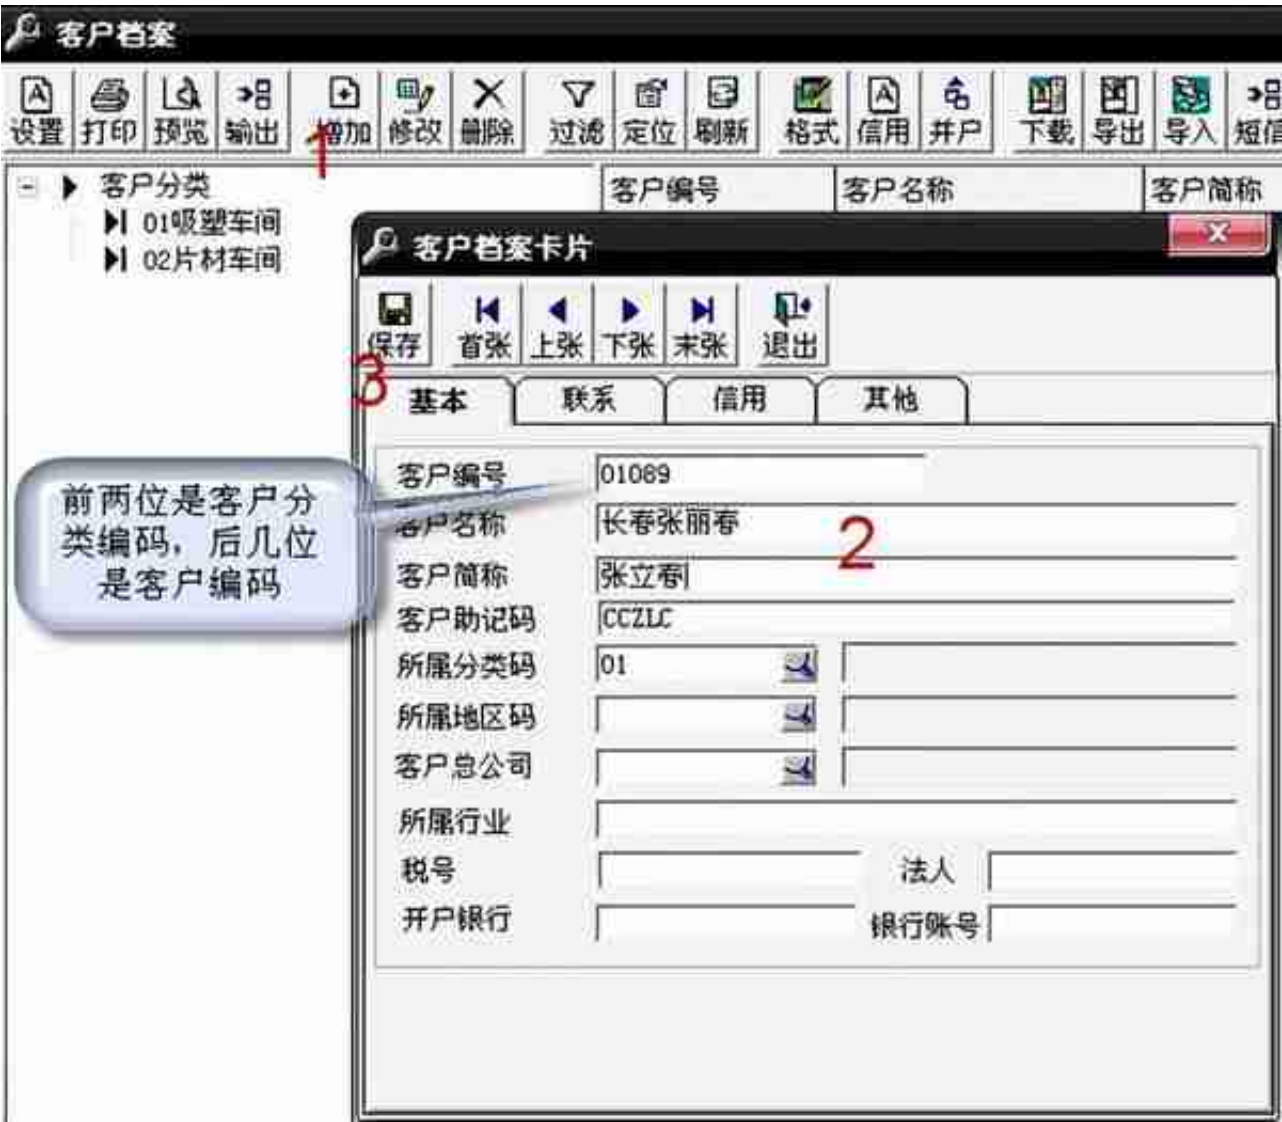 客户档案
设置 打印 预览 输出 增加 修改 删除 过滤 定位 刷新 格式 信用 并户 下载 导出 导入 短信
1
客户分类 客户编号 客户名称 客户简称
01吸塑车间
02片材车间
客户档案卡片
保存 首张 上张 下张 末张 退出
3
基本 联系 信用 其他
前两位是客户分
类编码，后几位
是客户编码
客户编号 01089
客户名称 长春张丽春
2
客户简称 张立春
客户助记码 CCZLC
所属分类码 01
所属地区码
客户总公司
所属行业
税号 法人
开户银行 银行账号